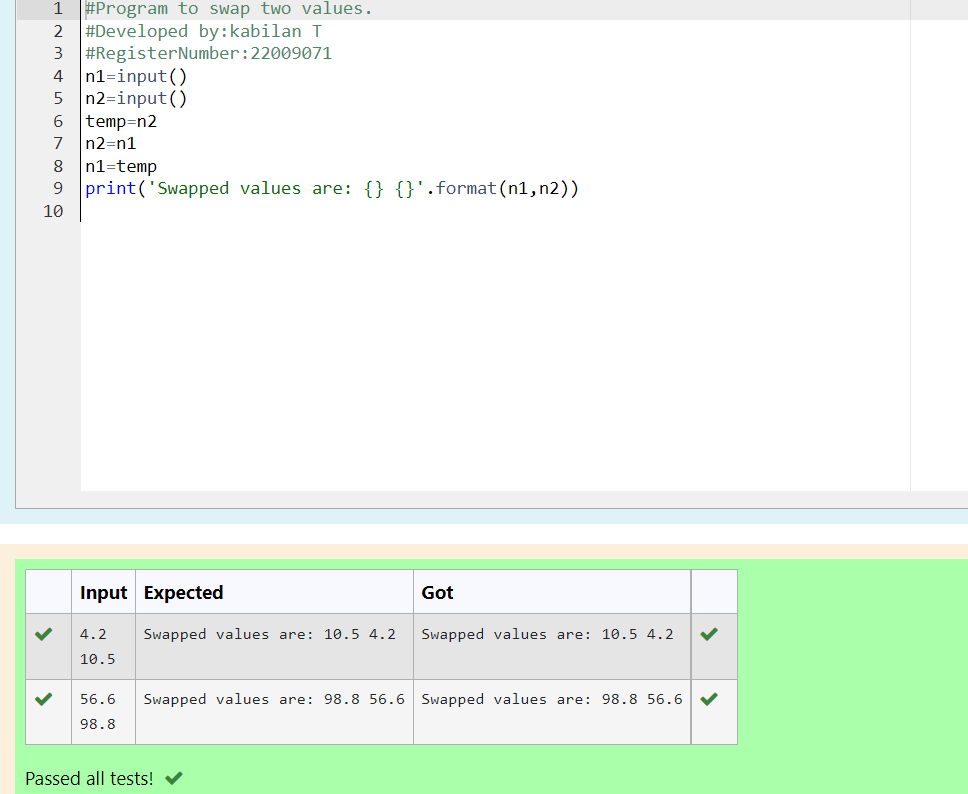 1 #Program to swap two values.
2 #Developed by:kabilan T
3 #RegisterNumber:22009071
4 n1=input()
5 n2=input()
6 temp=n2
7 n2=n1
8 n1=temp
9 print('Swapped values are: {} {}'.format(n1,n2))
10
Input Expected Got
4.2 Swapped values are: 10.5 4.2 Swapped values are: 10.5 4.2
10.5
56.6 Swapped values are: 98.8 56.6 Swapped values are: 98.8 56.6
98.8
Passed all tests!